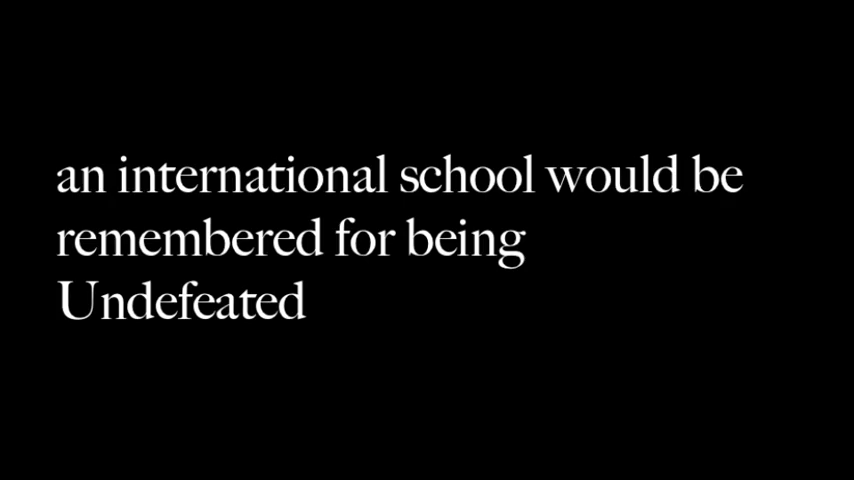 an international school would be
remembered for being
Undefeated